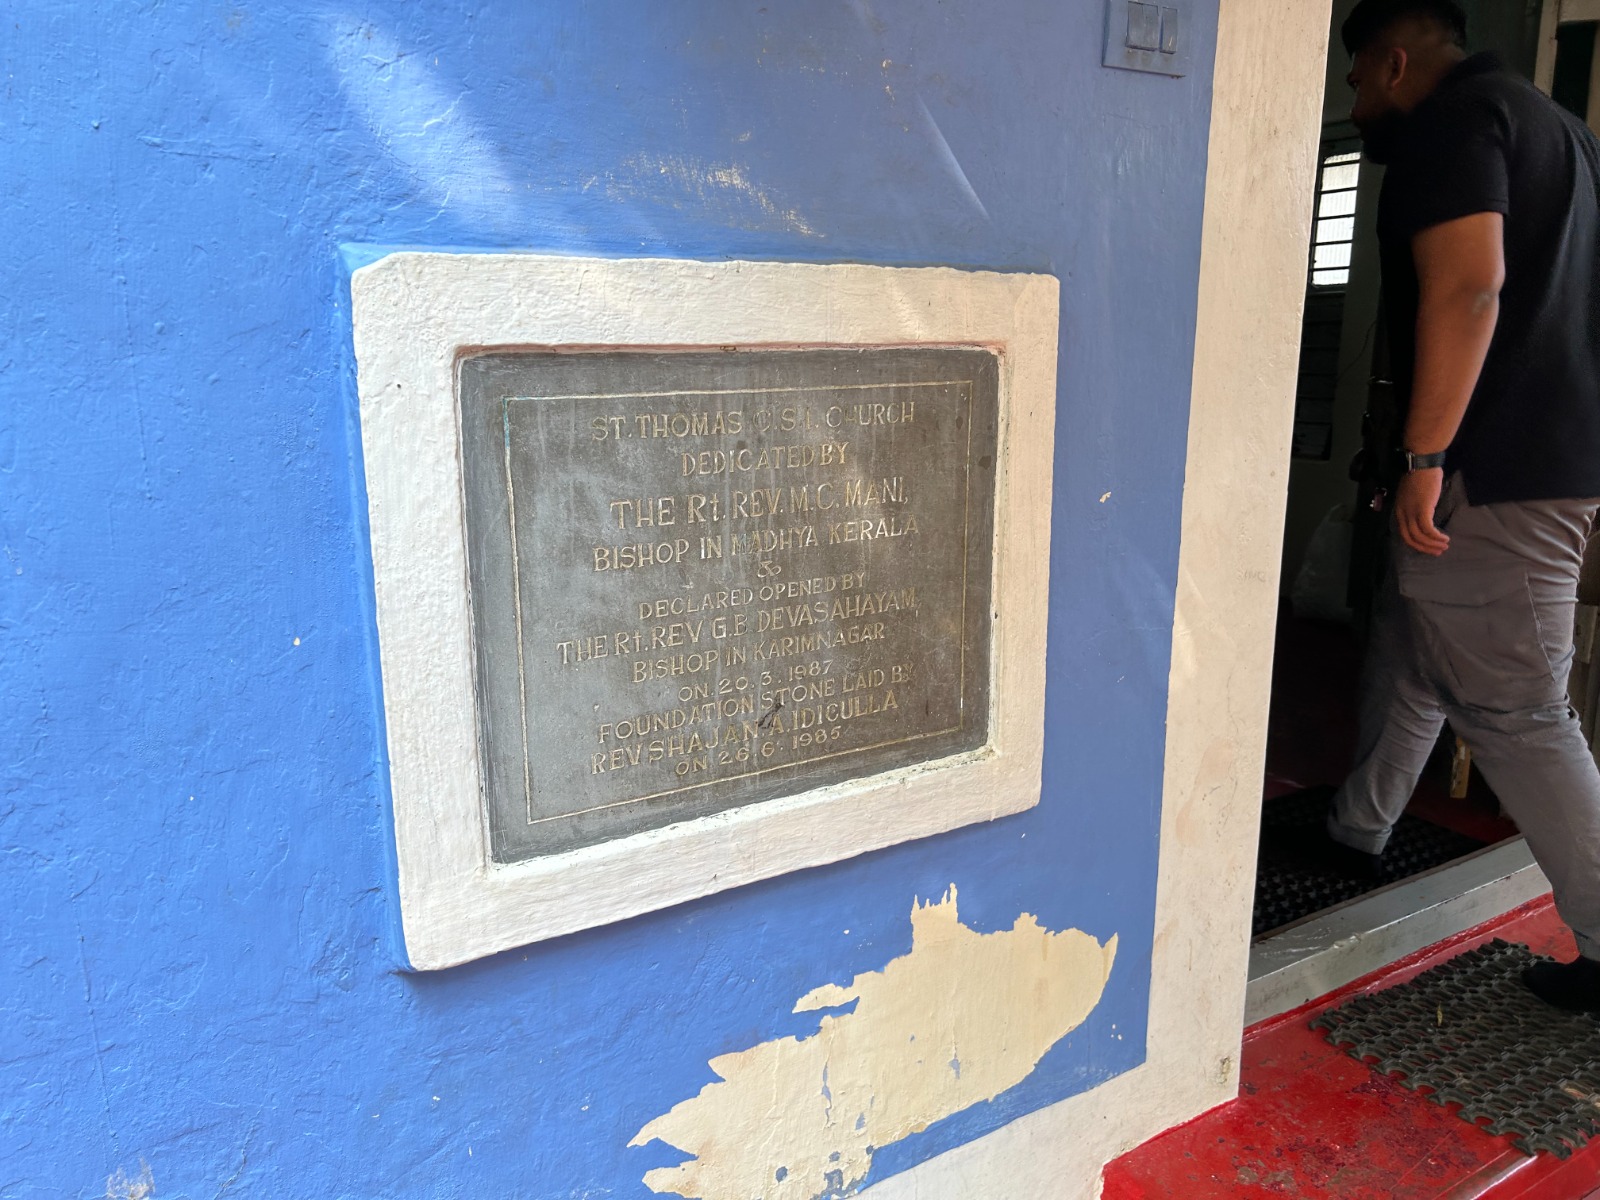 ST. THOMAS C.S.I. CHURCH
DEDICATED BY
THE Rt. REV. M.C. MANI,
BISHOP IN MADHYA KERALA
&
DECLARED OPENED BY
THE Rt. REV G.B DEVASAHAYAM,
BISHOP IN KARIMNAGAR
ON 20.3.1987
FOUNDATION STONE LAID BY
REV SHAJAN A. IDICULLA
ON 26.6.1985